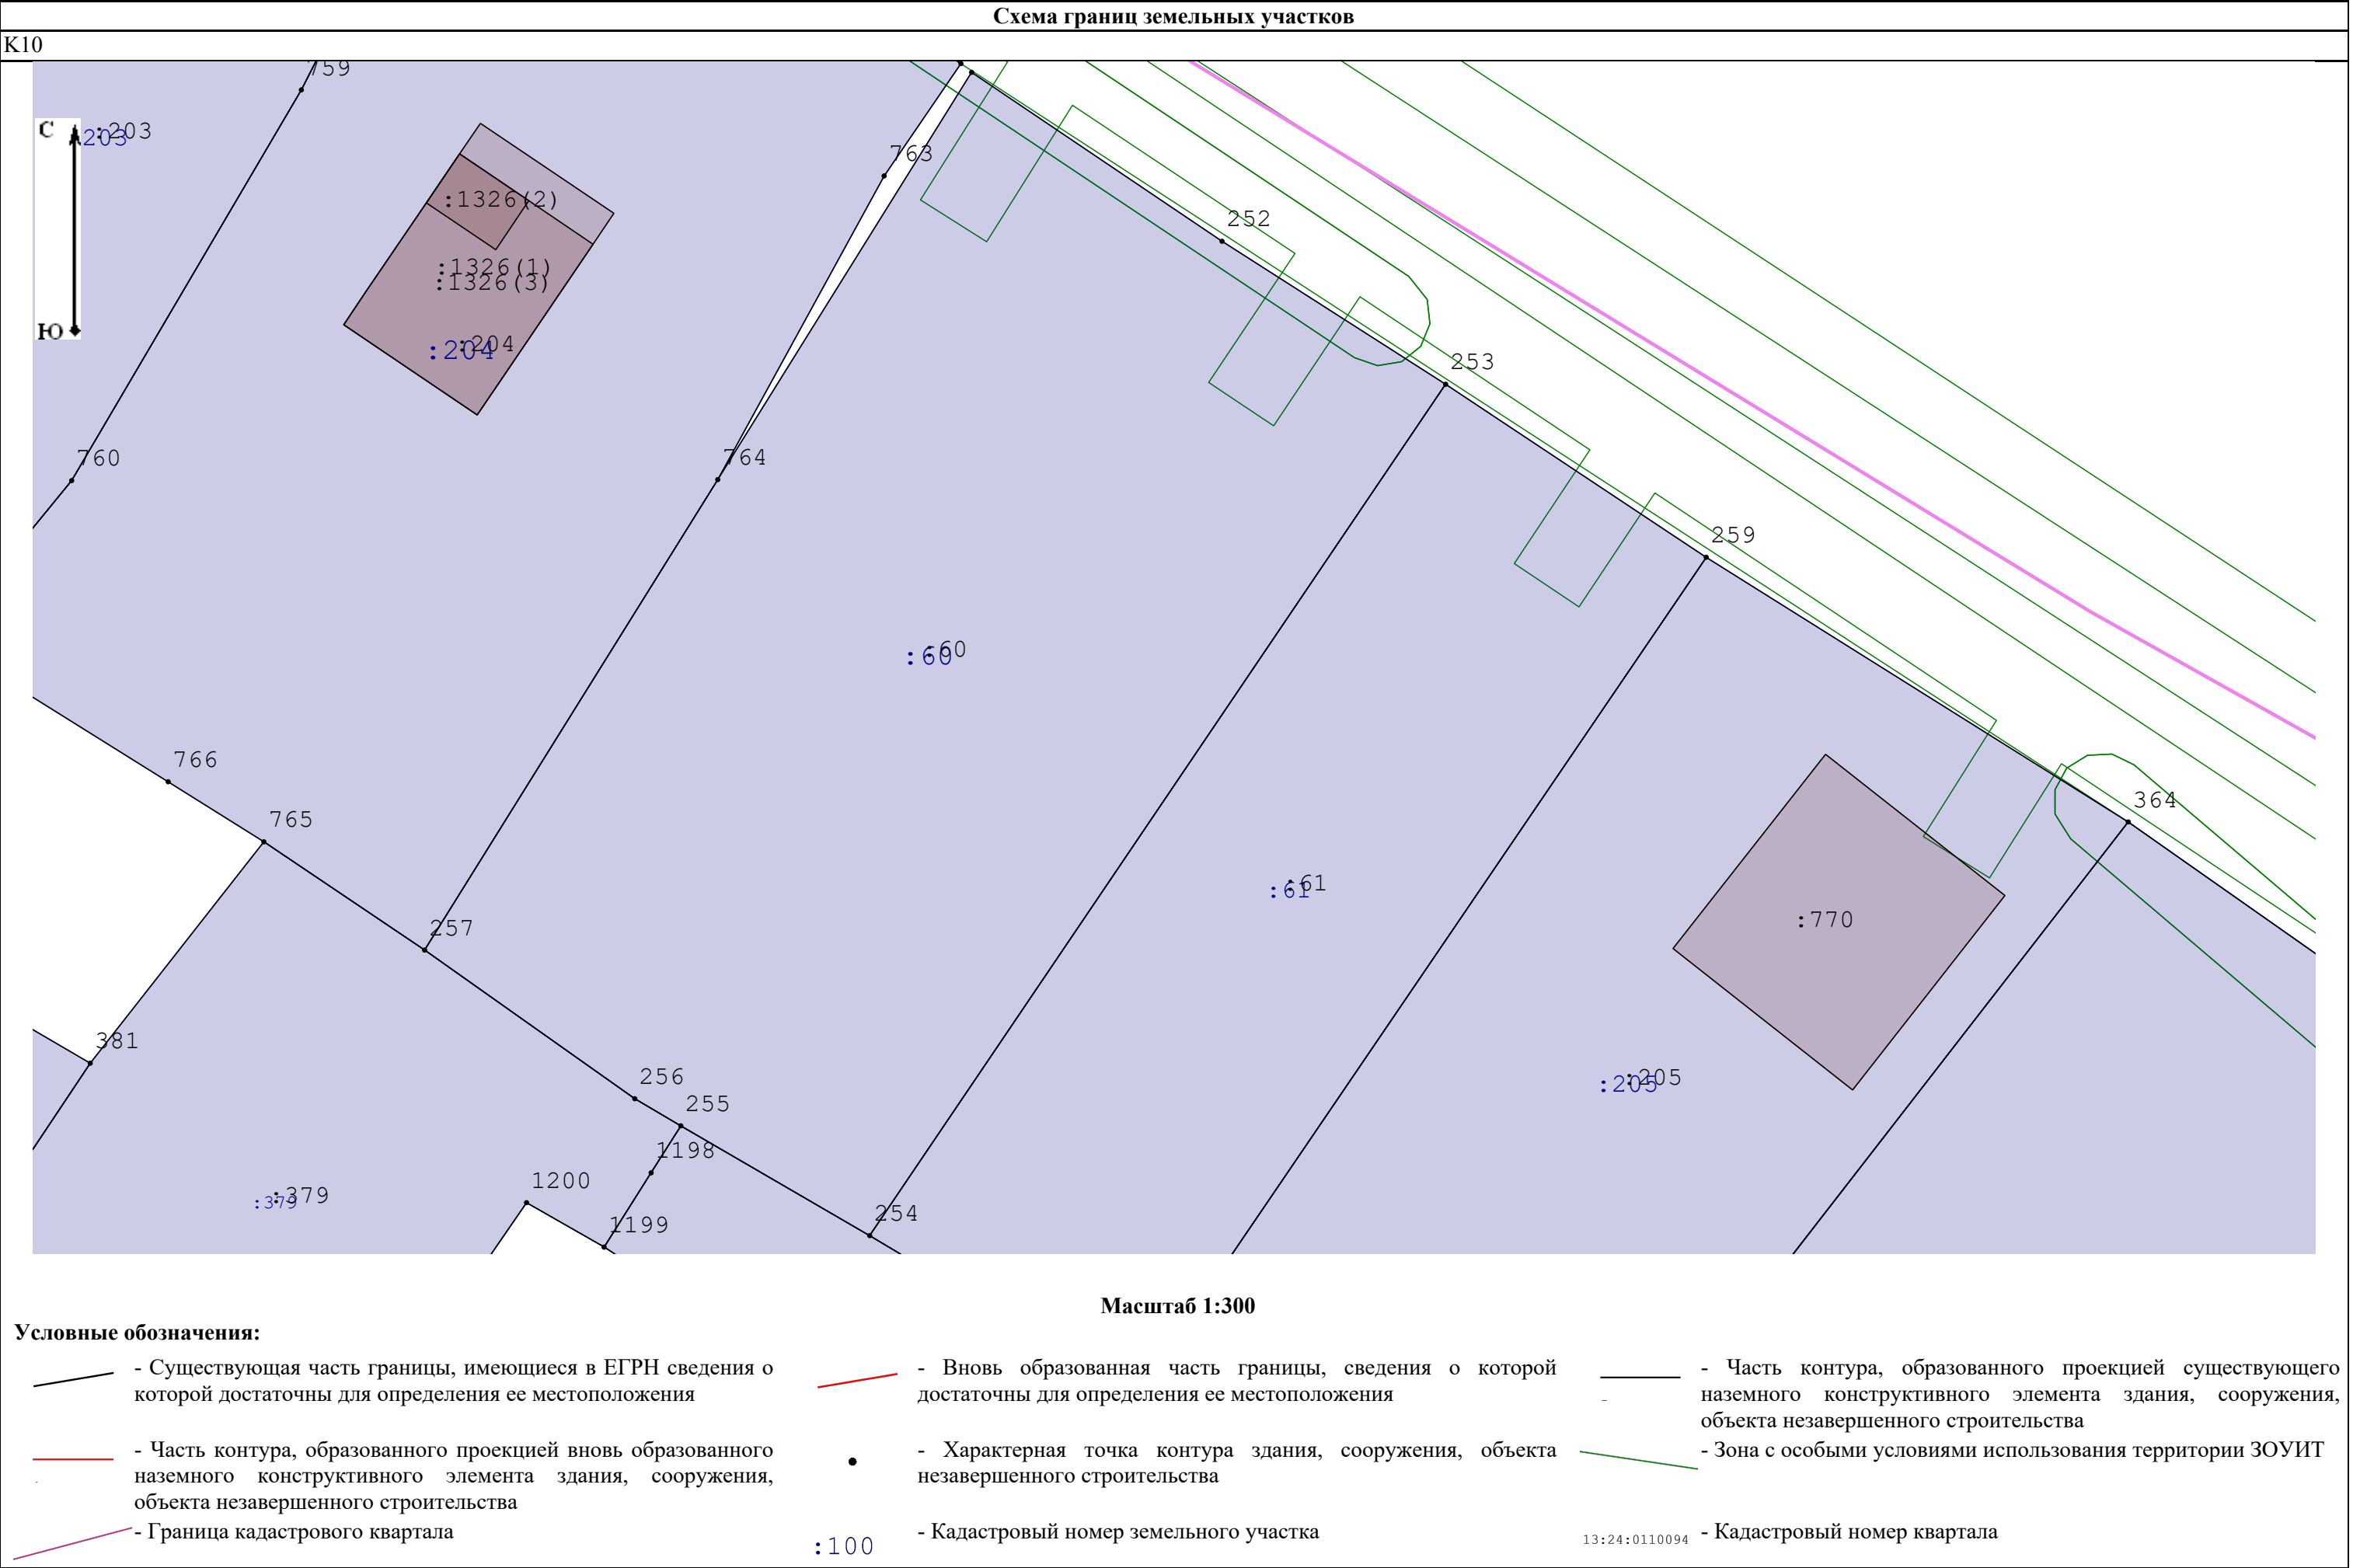 Схема границ земельных участков
K10
759
С
:203
:203
763
:1326(2)
252
:1326(1)
:1326(3)
Ю
:204
:204
253
760
764
259
:60
:60
766
364
765
:61
:61
:770
257
381
256
:205
:205
255
1198
1200
:379
:379
254
1199
Масштаб 1:300
Условные обозначения:
- Существующая часть границы, имеющиеся в ЕГРН сведения о
которой достаточны для определения ее местоположения
- Вновь образованная часть границы, сведения о которой
достаточны для определения ее местоположения
- Часть контура, образованного проекцией существующего
наземного конструктивного элемента здания, сооружения,
объекта незавершенного строительства
- Часть контура, образованного проекцией вновь образованного
наземного конструктивного элемента здания, сооружения,
объекта незавершенного строительства
- Характерная точка контура здания, сооружения, объекта
незавершенного строительства
- Зона с особыми условиями использования территории ЗОУИТ
- Граница кадастрового квартала
:100
- Кадастровый номер земельного участка
13:24:0110094
- Кадастровый номер квартала